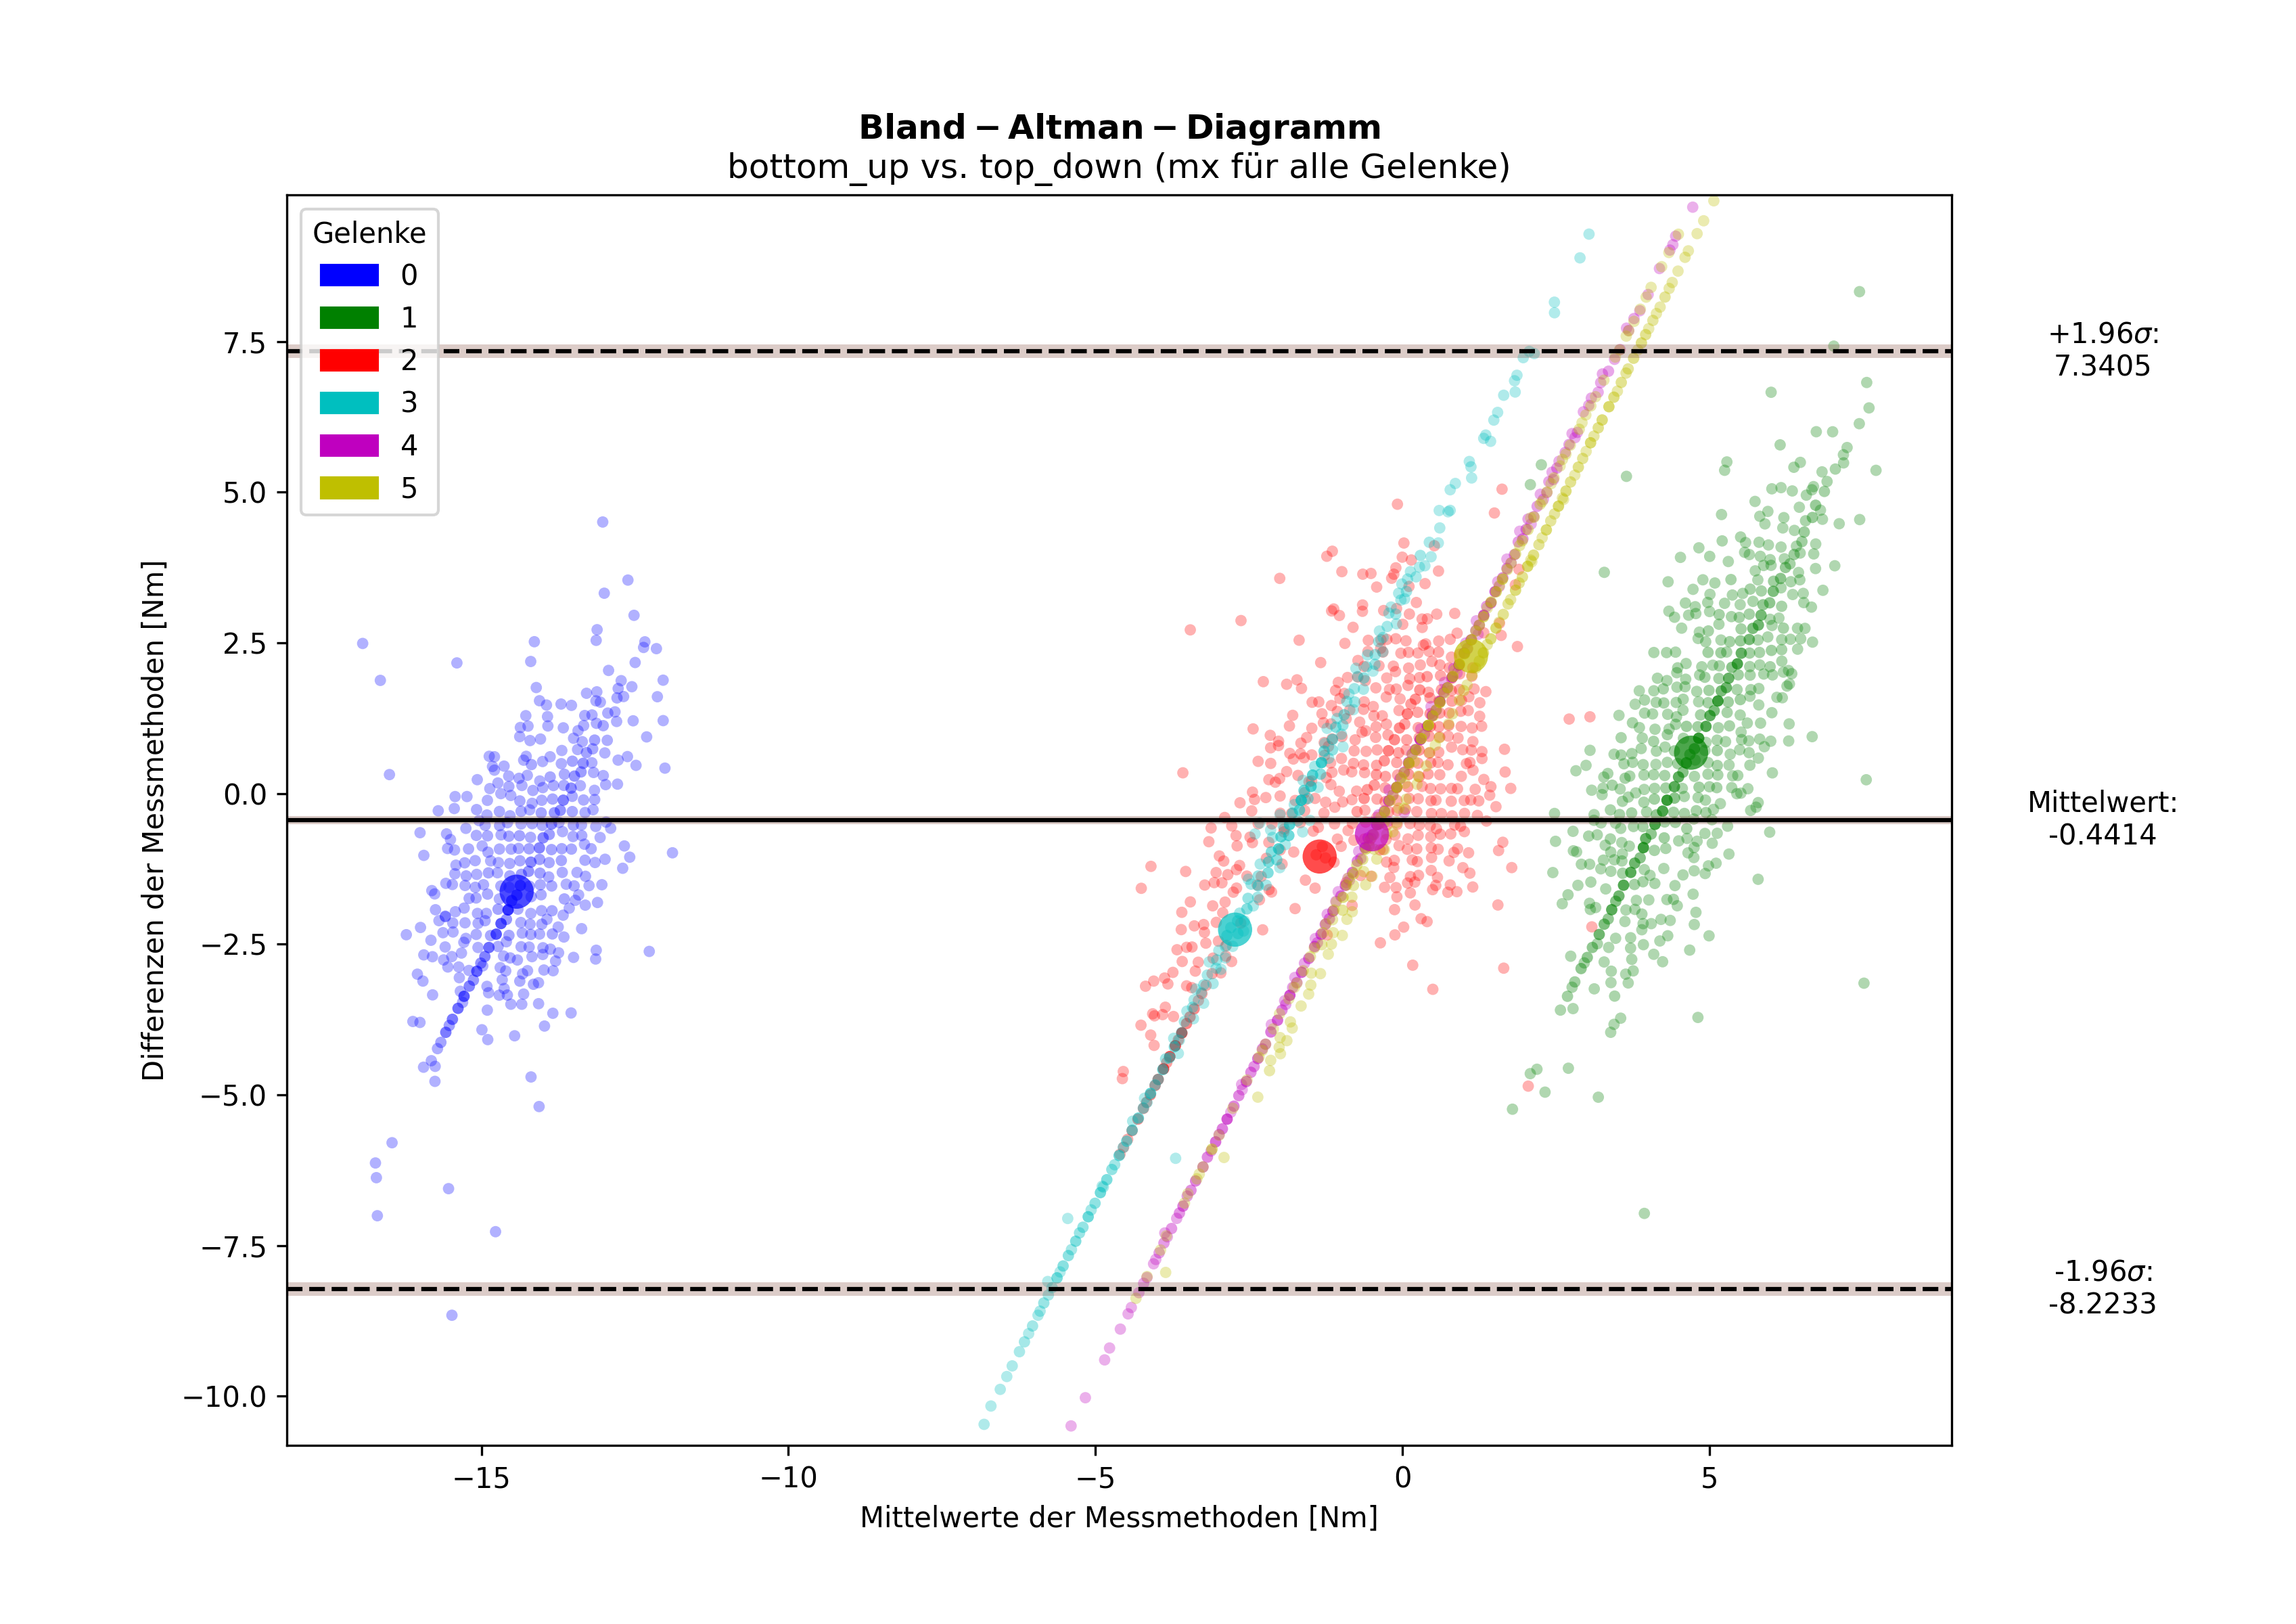 Bland − Altman − Diagramm
bottom_up vs. top_down (mx für alle Gelenke)
Gelenke
0
1
2
3
4
5
Differenzen der Messmethoden [Nm]
7.5
5.0
2.5
0.0
−2.5
−5.0
−7.5
−10.0
+1.96σ:
7.3405
Mittelwert:
-0.4414
-1.96σ:
-8.2233
−15
−10
−5
0
5
Mittelwerte der Messmethoden [Nm]